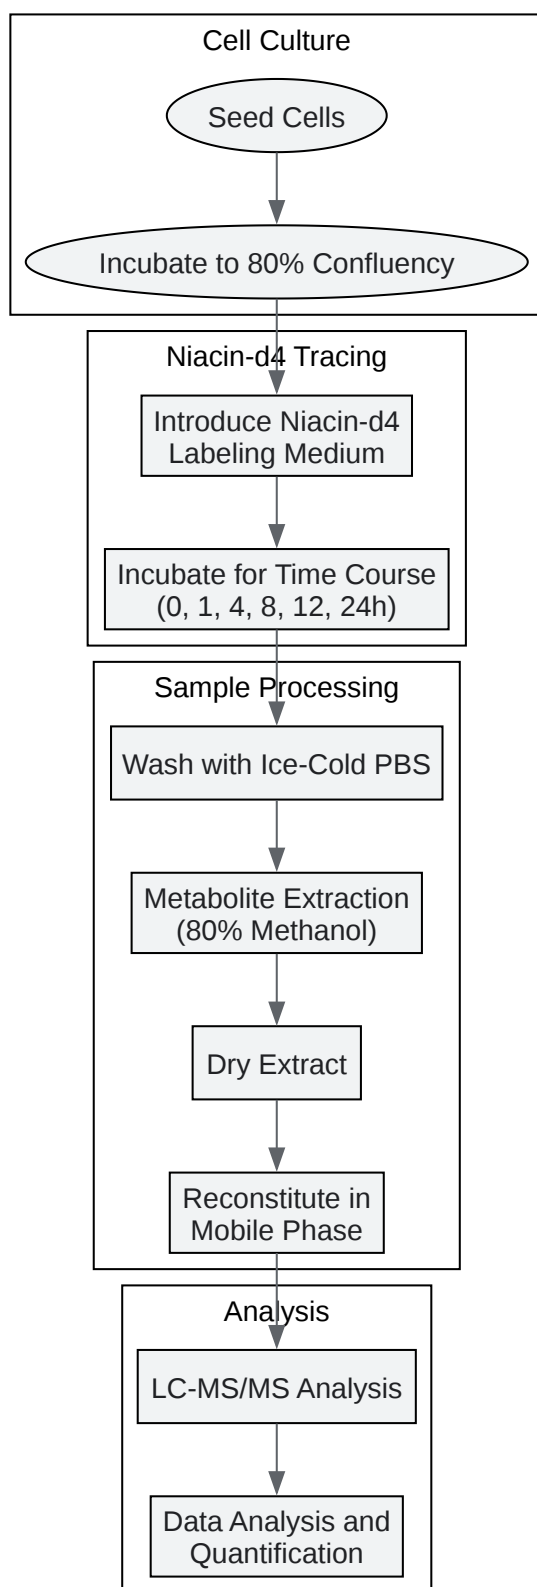 Cell Culture
Seed Cells
Incubate to 80% Confluency
Niacin-d4 Tracing
Introduce Niacin-d4
Labeling Medium
Incubate for Time Course
(0, 1, 4, 8, 12, 24h)
Sample Processing
Wash with Ice-Cold PBS
Metabolite Extraction
(80% Methanol)
Dry Extract
Reconstitute in
Mobile Phase
Analysis
LC-MS/MS Analysis
Data Analysis and
Quantification